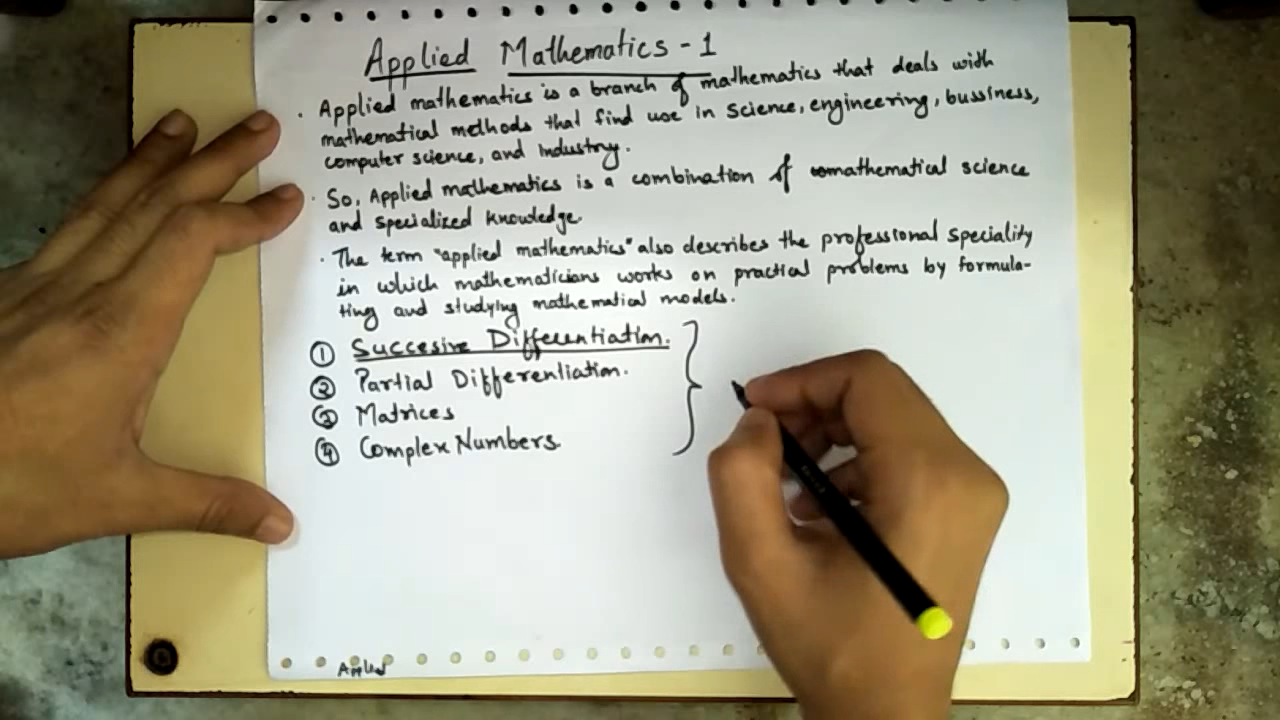 Applied Mathematics - 1
· Applied mathematics is a branch of mathematics that deals with
mathematical methods that find use in science, engineering, bussiness,
computer science, and industry.
· So, Applied mathematics is a combination of mathematical science
and specialized knowledge.
· The term "applied mathematics" also describes the professional speciality
in which mathematicians works on practical problems by formula-
ting and studying mathematical models.
① Succesive Differentiation.
② Partial Differentiation.
③ Matrices
④ Complex Numbers.
Applied